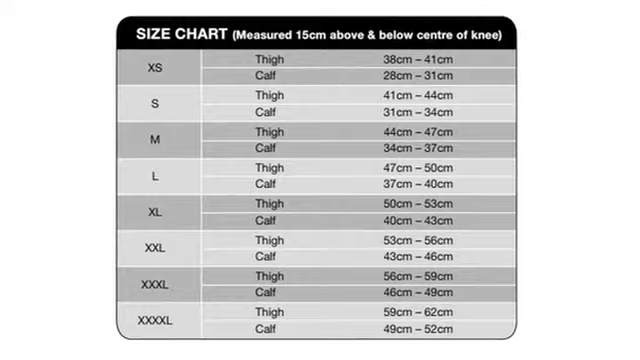 SIZE CHART (Measured 15cm above & below centre of knee)
XS
Thigh 38cm – 41cm
Calf 28cm – 31cm
S
Thigh 41cm – 44cm
Calf 31cm – 34cm
M
Thigh 44cm – 47cm
Calf 34cm – 37cm
L
Thigh 47cm – 50cm
Calf 37cm – 40cm
XL
Thigh 50cm – 53cm
Calf 40cm – 43cm
XXL
Thigh 53cm – 56cm
Calf 43cm – 46cm
XXXL
Thigh 56cm – 59cm
Calf 46cm – 49cm
XXXXL
Thigh 59cm – 62cm
Calf 49cm – 52cm